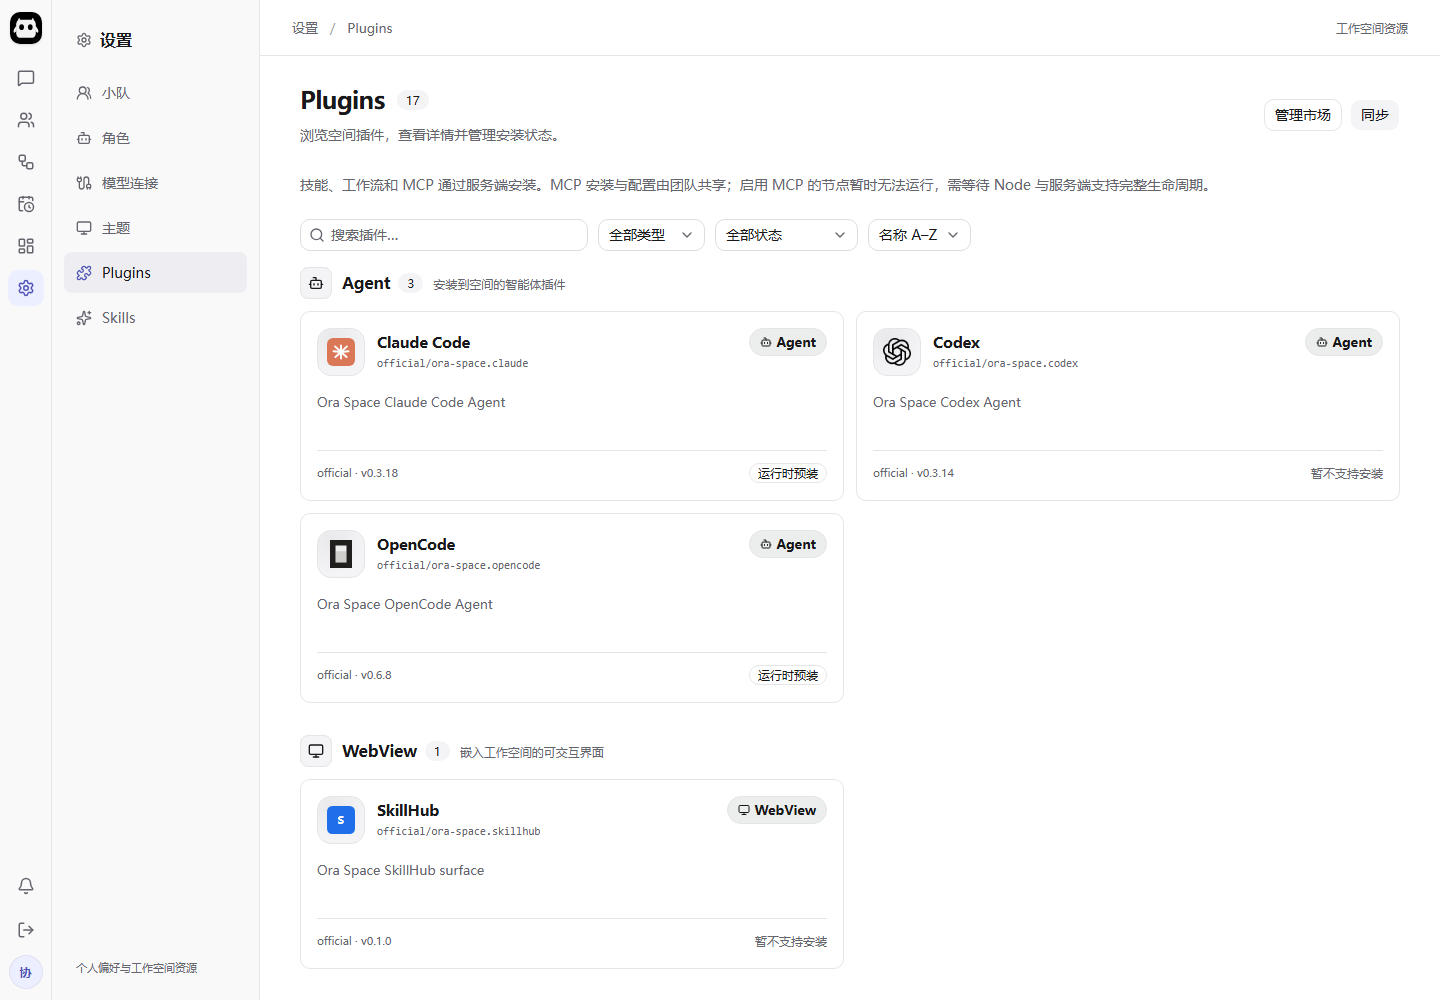 设置
小队
角色
模型连接
主题
Plugins
Skills
个人偏好与工作空间资源
协
设置 / Plugins
工作空间资源
Plugins 17
浏览空间插件，查看详情并管理安装状态。
管理市场
同步
技能、工作流和 MCP 通过服务端安装。MCP 安装与配置由团队共享；启用 MCP 的节点暂时无法运行，需等待 Node 与服务端支持完整生命周期。
搜索插件...
全部类型
全部状态
名称 A–Z
Agent 3 安装到空间的智能体插件
Claude Code
Agent
official/ora-space.claude
Ora Space Claude Code Agent
official · v0.3.18
运行时预装
Codex
Agent
official/ora-space.codex
Ora Space Codex Agent
official · v0.3.14
暂不支持安装
OpenCode
Agent
official/ora-space.opencode
Ora Space OpenCode Agent
official · v0.6.8
运行时预装
WebView 1 嵌入工作空间的可交互界面
S
SkillHub
WebView
official/ora-space.skillhub
Ora Space SkillHub surface
official · v0.1.0
暂不支持安装